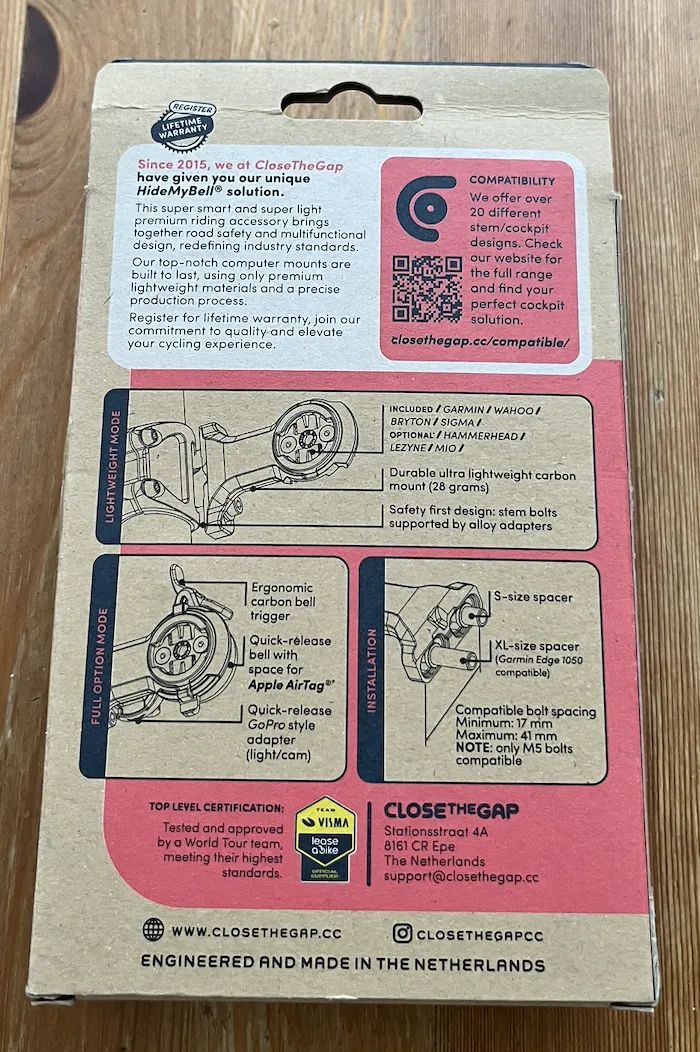 REGISTER
LIFETIME
WARRANTY
Since 2015, we at CloseTheGap
have given you our unique
HideMyBell® solution.
This super smart and super light
premium riding accessory brings
together road safety and multifunctional
design, redefining industry standards.
Our top-notch computer mounts are
built to last, using only premium
lightweight materials and a precise
production process.
Register for lifetime warranty, join our
commitment to quality and elevate
your cycling experience.
COMPATIBILITY
We offer over
20 different
stem/cockpit
designs. Check
our website for
the full range
and find your
perfect cockpit
solution.
closethegap.cc/compatible/
LIGHTWEIGHT MODE
INCLUDED / GARMIN / WAHOO /
BRYTON / SIGMA /
OPTIONAL / HAMMERHEAD /
LEZYNE / MIO /
Durable ultra lightweight carbon
mount (28 grams)
Safety first design: stem bolts
supported by alloy adapters
FULL OPTION MODE
Ergonomic
carbon bell
trigger
Quick-release
bell with
space for
Apple AirTag®*
Quick-release
GoPro style
adapter
(light/cam)
INSTALLATION
S-size spacer
XL-size spacer
(Garmin Edge 1050
compatible)
Compatible bolt spacing
Minimum: 17 mm
Maximum: 41 mm
NOTE: only M5 bolts
compatible
TOP LEVEL CERTIFICATION:
Tested and approved
by a World Tour team,
meeting their highest
standards.
TEAM
VISMA
lease
a bike
OFFICIAL
SUPPLIER
CLOSETHEGAP
Stationsstraat 4A
8161 CR Epe
The Netherlands
support@closethegap.cc
WWW.CLOSETHEGAP.CC
CLOSETHEGAPCC
ENGINEERED AND MADE IN THE NETHERLANDS